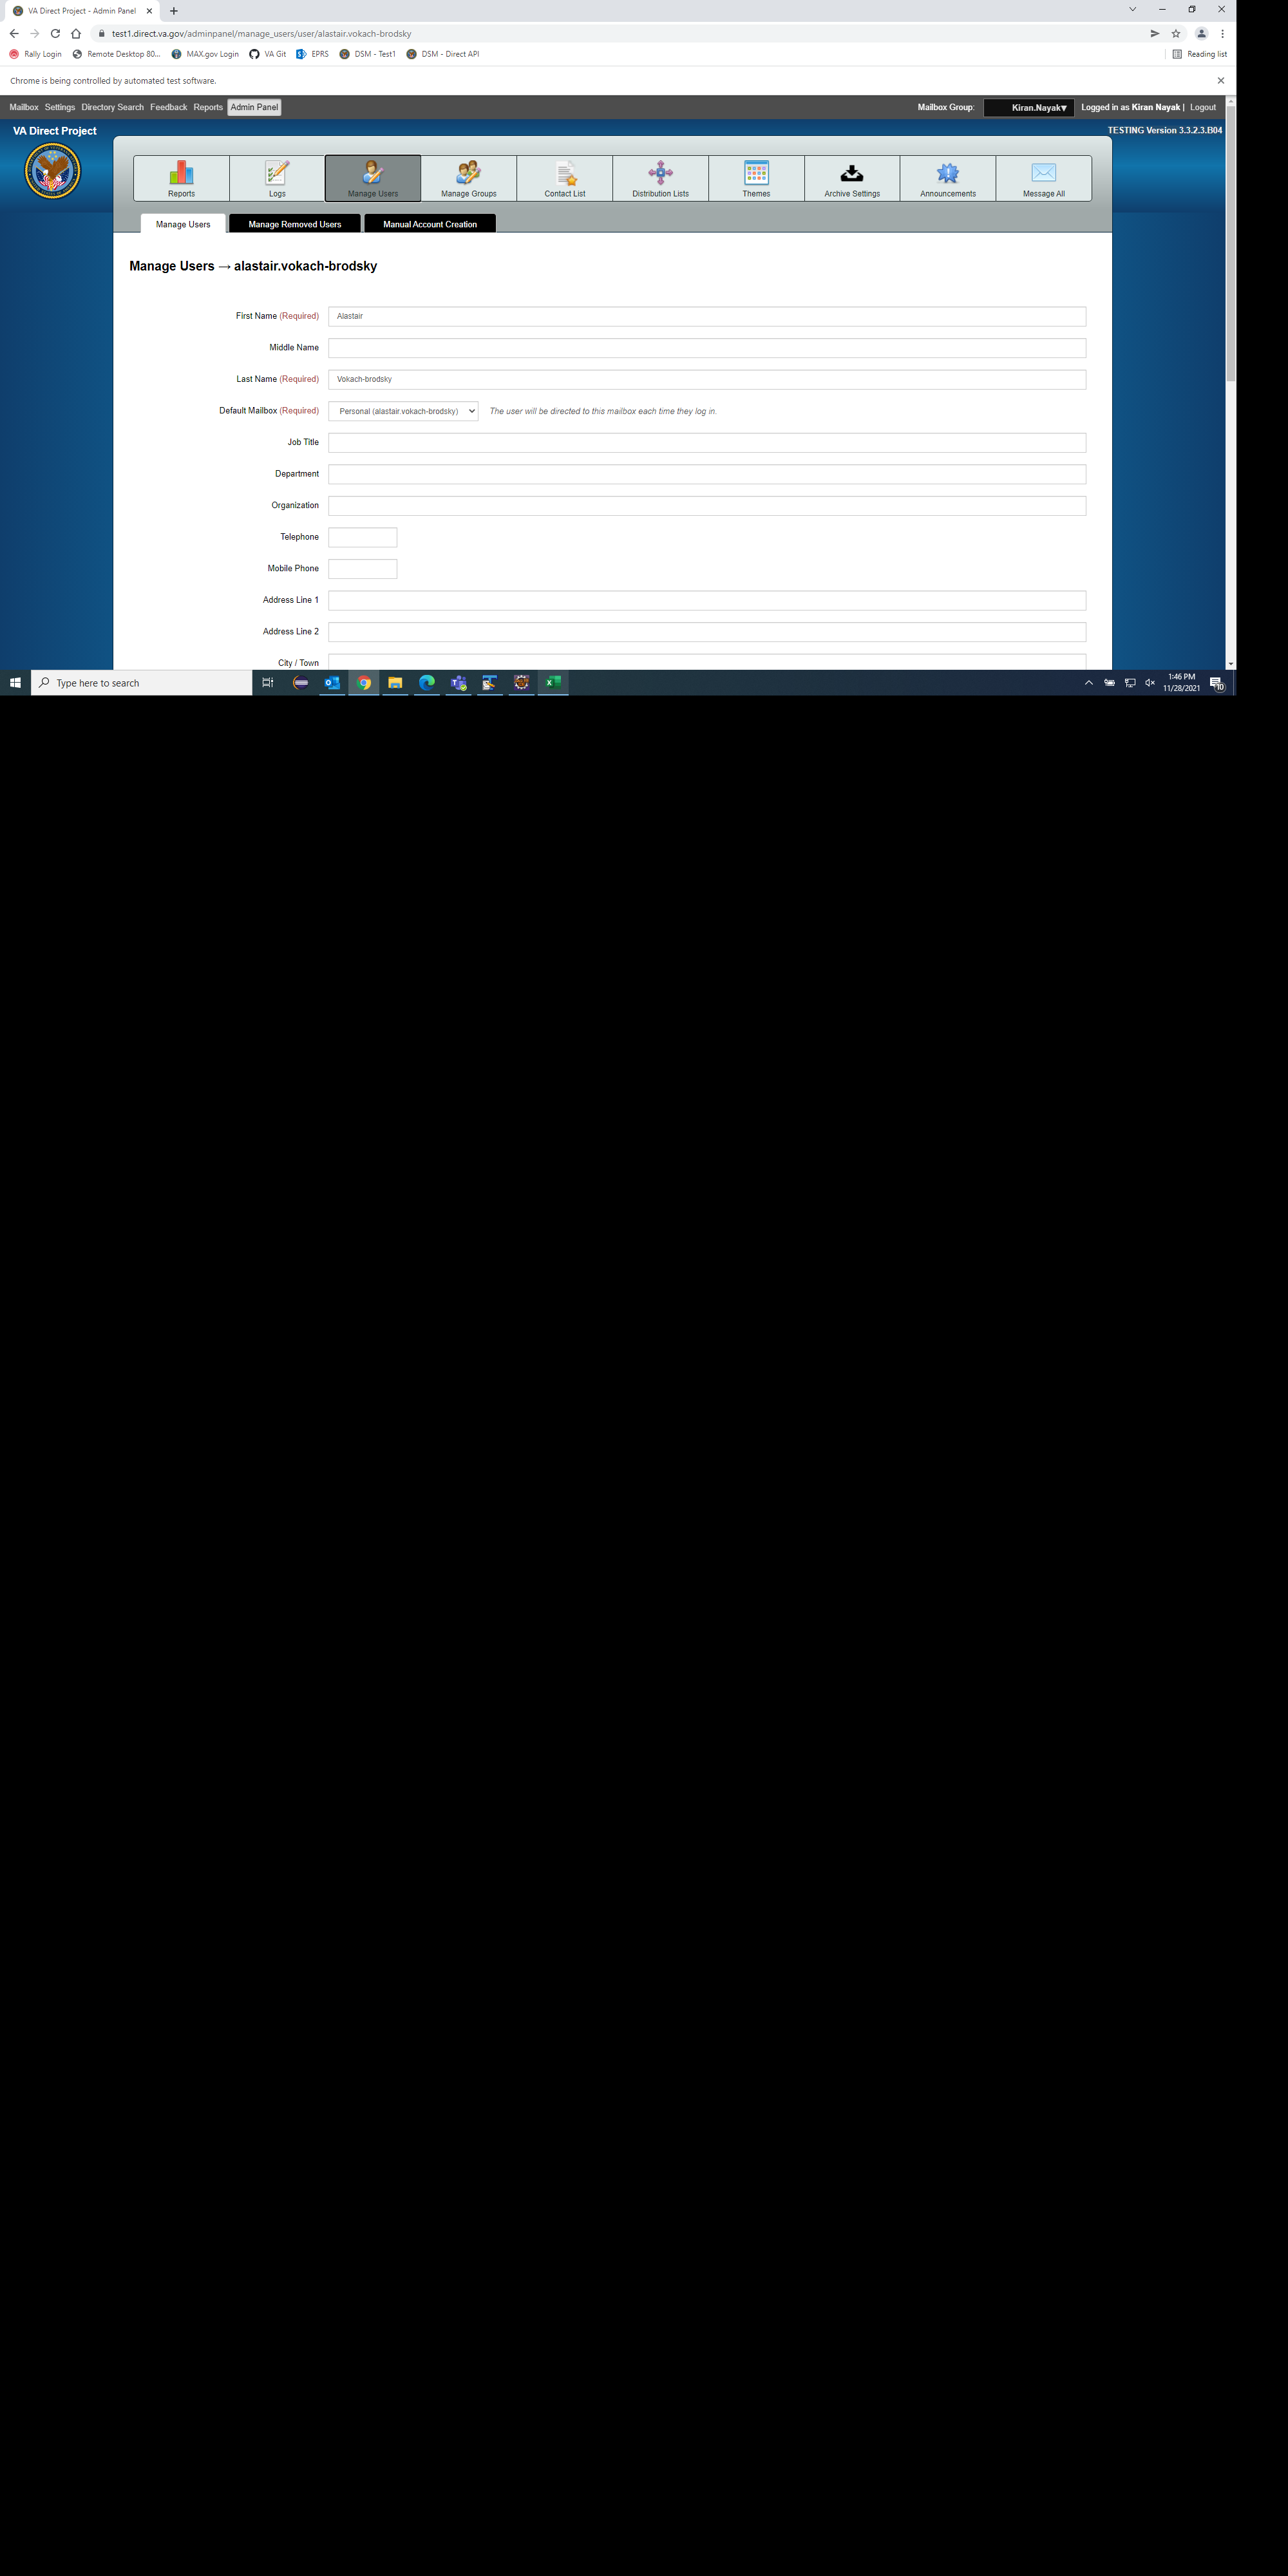 VA Direct Project - Admin Panel
test1.direct.va.gov/adminpanel/manage_users/user/alastair.vokach-brodsky
Rally Login Remote Desktop 80... MAX.gov Login VA Git EPRS DSM - Test1 DSM - Direct API Reading list
Chrome is being controlled by automated test software.
Mailbox Settings Directory Search Feedback Reports Admin Panel Mailbox Group: Kiran.Nayak▼ Logged in as Kiran Nayak | Logout
VA Direct Project TESTING Version 3.3.2.3.B04
Reports Logs Manage Users Manage Groups Contact List Distribution Lists Themes Archive Settings Announcements Message All
Manage Users Manage Removed Users Manual Account Creation
Manage Users → alastair.vokach-brodsky
First Name (Required) Alastair
Middle Name
Last Name (Required) Vokach-brodsky
Default Mailbox (Required) Personal (alastair.vokach-brodsky) The user will be directed to this mailbox each time they log in.
Job Title
Department
Organization
Telephone
Mobile Phone
Address Line 1
Address Line 2
City / Town
Type here to search
1:46 PM
11/28/2021
10